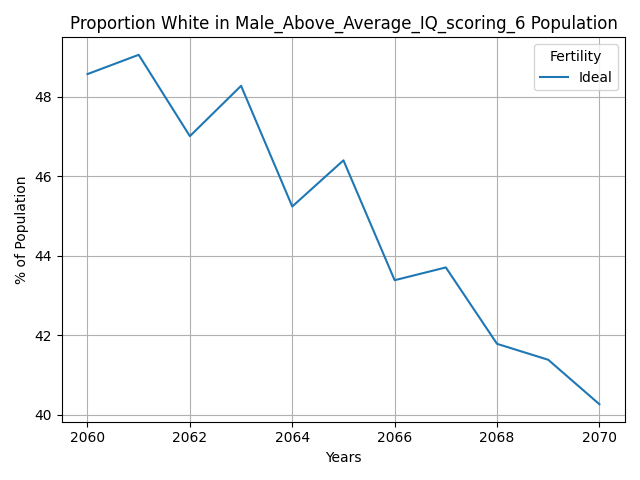 Proportion White in Male_Above_Average_IQ_scoring_6 Population
Fertility
Ideal
% of Population
48
46
44
42
40
2060 2062 2064 2066 2068 2070
Years